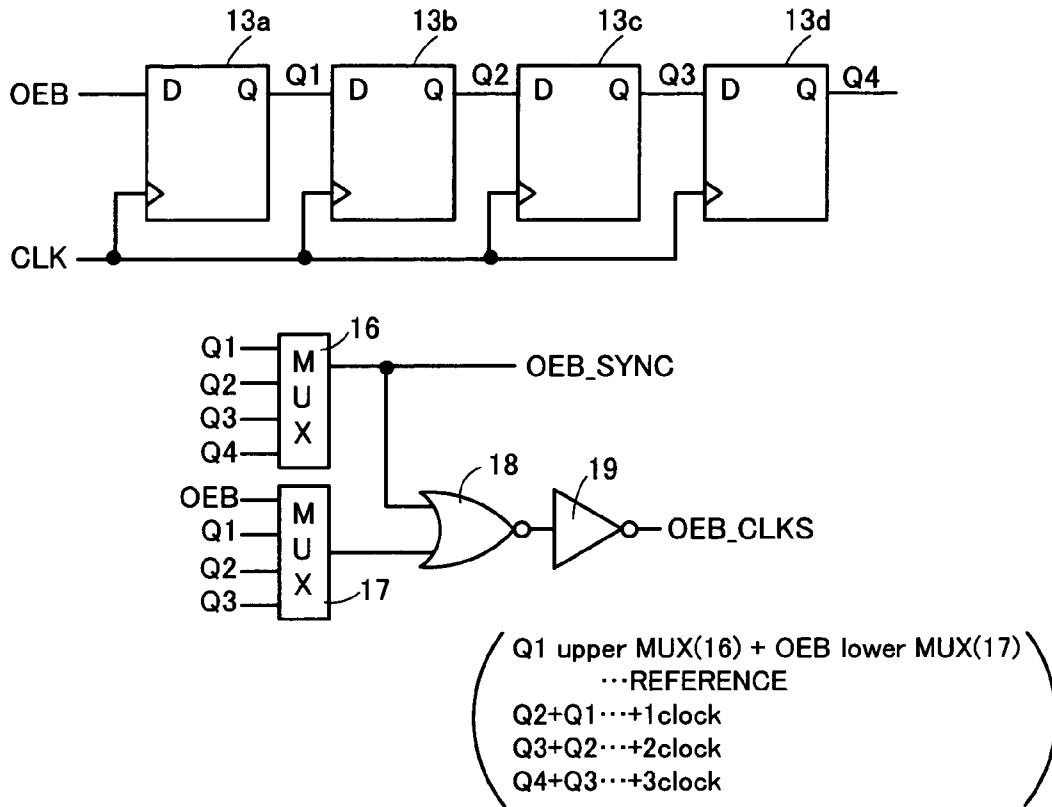 13a 13b 13c 13d
OEB D Q Q1 D Q Q2 D Q Q3 D Q Q4
CLK
16
Q1
Q2
Q3
Q4
MUX
OEB_SYNC
OEB
Q1
Q2
Q3
MUX
17
18
19
OEB_CLKS
Q1 upper MUX(16) + OEB lower MUX(17)
…REFERENCE
Q2+Q1…+1clock
Q3+Q2…+2clock
Q4+Q3…+3clock